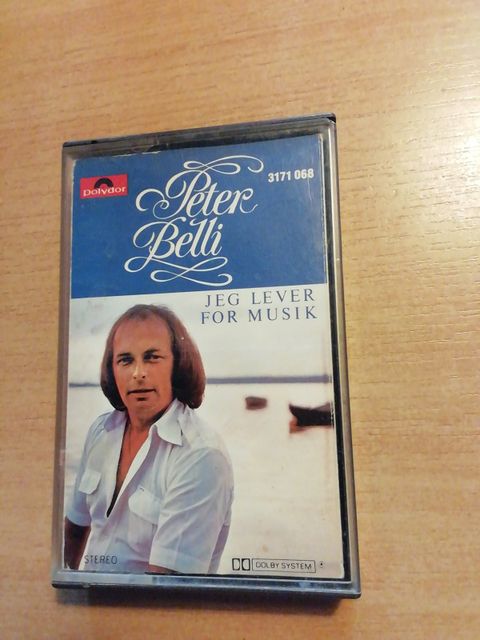 polydor
3171 068
Peter
Belli
JEG LEVER
FOR MUSIK
STEREO
DOLBY SYSTEM